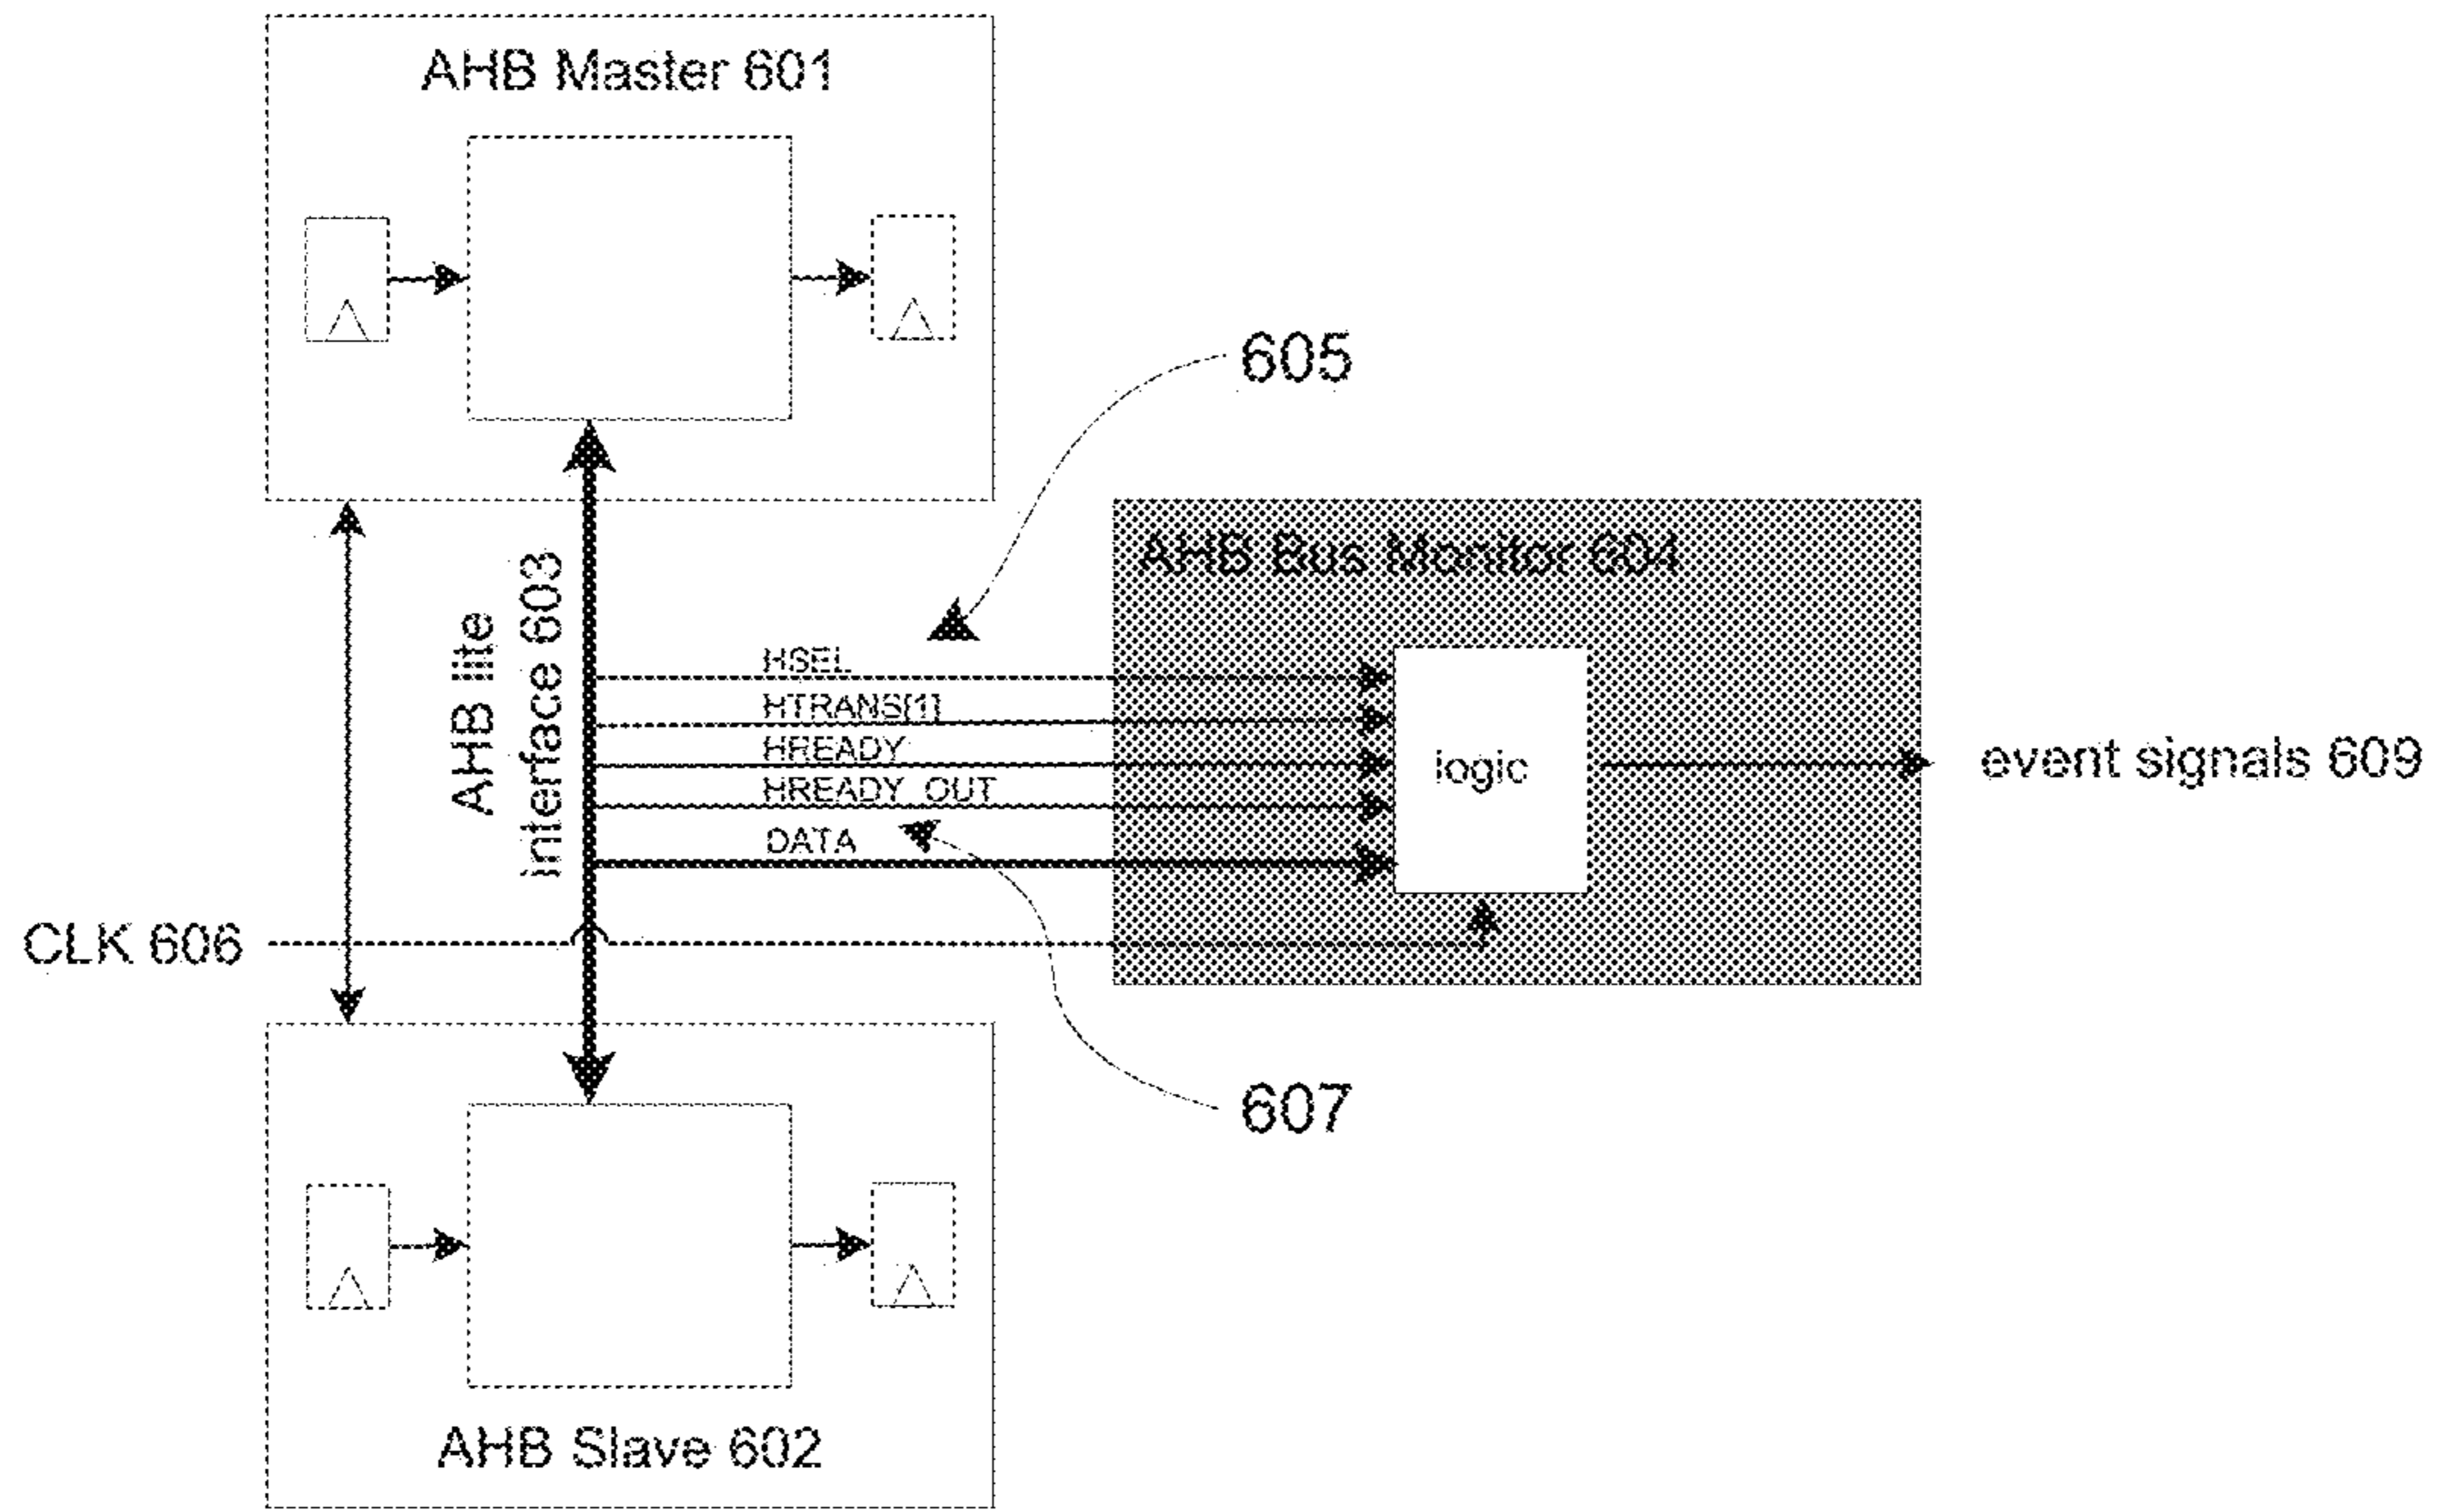 AHB Master 601
605
AHB Bus Monitor 604
AHB lite
interface 603
HSEL
HTRANS[1]
HREADY
HREADY_OUT
DATA
logic
event signals 609
CLK 606
607
AHB Slave 602